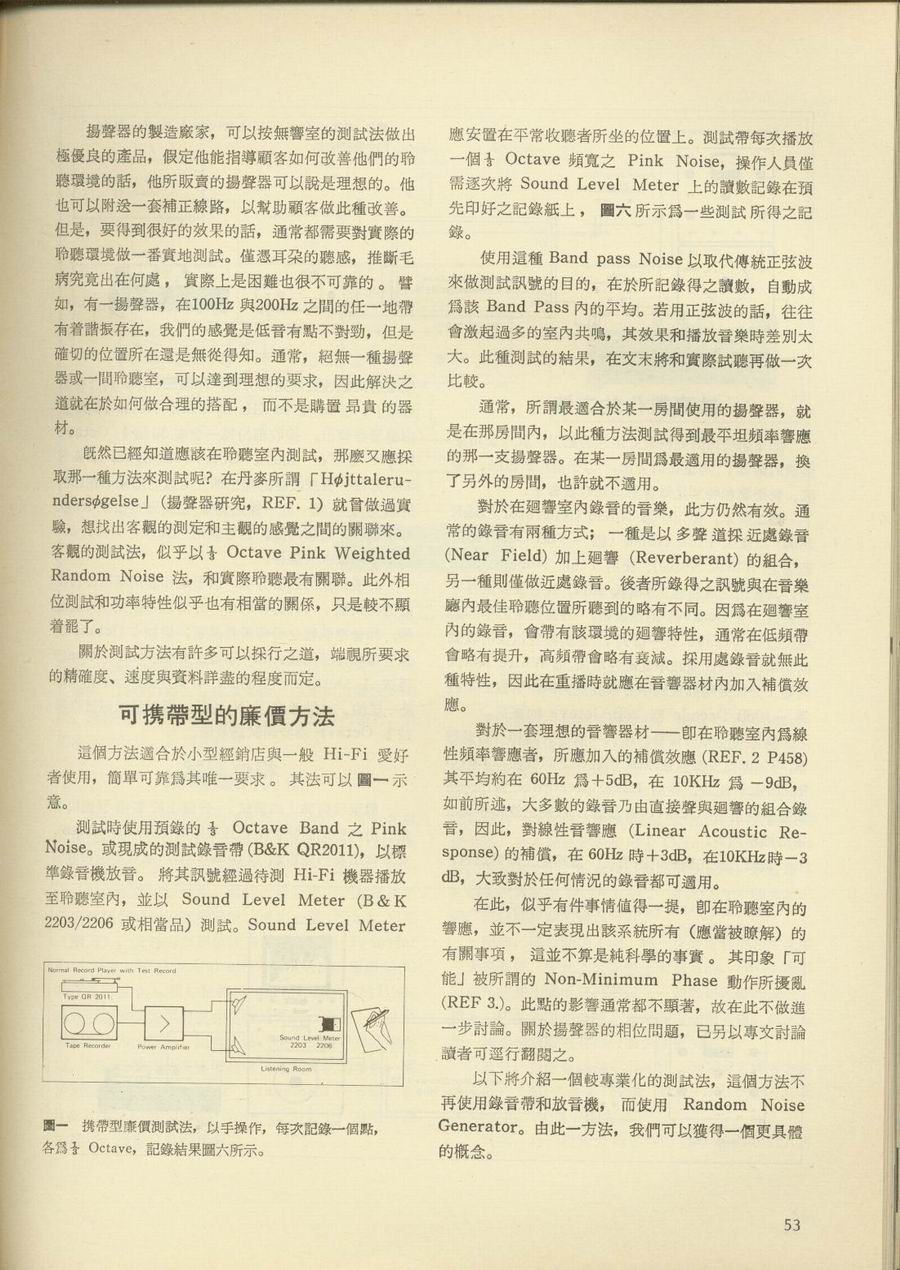 揚聲器的製造廠家，可以按無響室的測試法做出
極優良的產品，假定他能指導顧客如何改善他們的聆
聽環境的話，他所販賣的揚聲器可以說是理想的。他
也可以附送一套補正線路，以幫助顧客做此種改善。
但是，要得到很好的效果的話，通常都需要對實際的
聆聽環境做一番實地測試。僅憑耳朶的聽感，推斷毛
病究竟出在何處，實際上是困難也很不可靠的。譬
如，有一揚聲器，在100Hz 與200Hz 之間的任一地帶
有着諧振存在，我們的感覺是低音有點不對勁，但是
確切的位置所在還是無從得知。通常，絕無一種揚聲
器或一間聆聽室，可以達到理想的要求，因此解決之
道就在於如何做合理的搭配，而不是購置昂貴的器
材。
旣然已經知道應該在聆聽室內測試，那麽又應採
取那一種方法來測試呢？在丹麥所謂「Højttaleru-
ndersøgelse」(揚聲器研究，REF. 1) 就曾做過實
驗，想找出客觀的測定和主觀的感覺之間的關聯來。
客觀的測試法，似乎以⅓ Octave Pink Weighted
Random Noise 法，和實際聆聽最有關聯。此外相
位測試和功率特性似乎也有相當的關係，只是較不顯
着罷了。
關於測試方法有許多可以採行之道，端視所要求
的精確度、速度與資料詳盡的程度而定。
可携帶型的廉價方法
這個方法適合於小型經銷店與一般 Hi-Fi 愛好
者使用，簡單可靠爲其唯一要求。其法可以圖一示
意。
測試時使用預錄的 ⅓ Octave Band 之 Pink
Noise。或現成的測試錄音帶 (B&K QR2011)，以標
準錄音機放音。將其訊號經過待測 Hi-Fi 機器播放
至聆聽室內，並以 Sound Level Meter (B & K
2203/2206 或相當品) 測試。Sound Level Meter
Normal Record Player with Test Record
Type QR 2011
Tape Recorder
Power Amplifier
Sound Level Meter
2203 2206
Listening Room
圖一 携帶型廉價測試法，以手操作，每次記錄一個點，
各爲⅓ Octave，記錄結果圖六所示。
應安置在平常收聽者所坐的位置上。測試帶每次播放
一個⅓ Octave 頻寬之 Pink Noise，操作人員僅
需逐次將 Sound Level Meter 上的讀數記錄在預
先印好之記錄紙上，圖六所示爲一些測試所得之記
錄。
使用這種 Band pass Noise 以取代傳統正弦波
來做測試訊號的目的，在於所記錄得之讀數，自動成
爲該 Band Pass 內的平均。若用正弦波的話，往往
會激起過多的室內共鳴，其效果和播放音樂時差別太
大。此種測試的結果，在文末將和實際試聽再做一次
比較。
通常，所謂最適合於某一房間使用的揚聲器，就
是在那房間內，以此種方法測試得到最平坦頻率響應
的那一支揚聲器。在某一房間爲最適用的揚聲器，換
了另外的房間，也許就不適用。
對於在廻響室內錄音的音樂，此方仍然有效。通
常的錄音有兩種方式；一種是以多聲道採近處錄音
(Near Field) 加上廻響 (Reverberant) 的組合，
另一種則僅做近處錄音。後者所錄得之訊號與在音樂
廳內最佳聆聽位置所聽到的略有不同。因爲在廻響室
內的錄音，會帶有該環境的廻響特性，通常在低頻帶
會略有提升，高頻帶會略有衰減。採用處錄音就無此
種特性，因此在重播時就應在音響器材內加入補償效
應。
對於一套理想的音響器材——卽在聆聽室內爲線
性頻率響應者，所應加入的補償效應 (REF. 2 P458)
其平均約在 60Hz 爲＋5dB，在 10KHz 爲 －9dB，
如前所述，大多數的錄音乃由直接聲與廻響的組合錄
音，因此，對線性音響應 (Linear Acoustic Re-
sponse) 的補償，在 60Hz 時＋3dB，在10KHz時－3
dB，大致對於任何情況的錄音都可適用。
在此，似乎有件事情値得一提，卽在聆聽室內的
響應，並不一定表現出該系統所有（應當被瞭解）的
有關事項，這並不算是純科學的事實。其印象「可
能」被所謂的 Non-Minimum Phase 動作所擾亂
(REF 3.)。此點的影響通常都不顯著，故在此不做進
一步討論。關於揚聲器的相位問題，已另以專文討論
讀者可逕行翻閱之。
以下將介紹一個較專業化的測試法，這個方法不
再使用錄音帶和放音機，而使用 Random Noise
Generator。由此一方法，我們可以獲得一個更具體
的槪念。
53